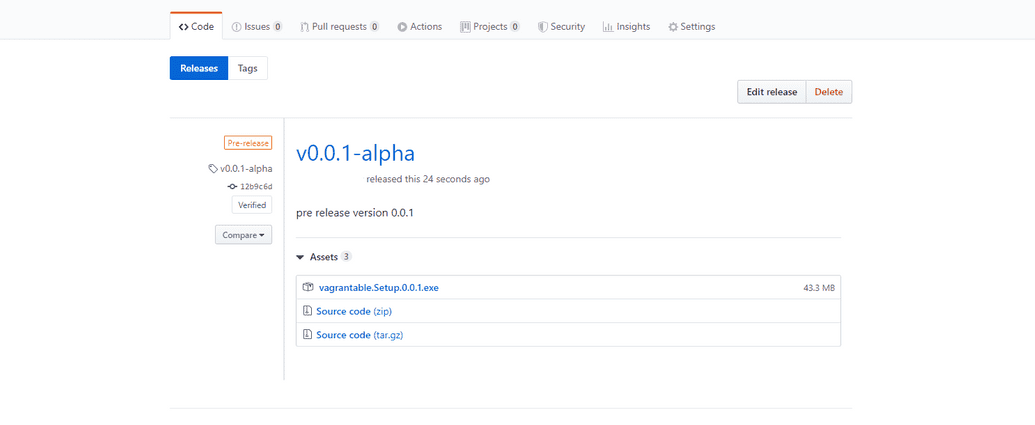 Code Issues 0 Pull requests 0 Actions Projects 0 Security Insights Settings
Releases Tags
Edit release Delete
Pre-release
v0.0.1-alpha
12b9c6d
Verified
Compare
v0.0.1-alpha
released this 24 seconds ago
pre release version 0.0.1
Assets 3
vagrantable.Setup.0.0.1.exe 43.3 MB
Source code (zip)
Source code (tar.gz)